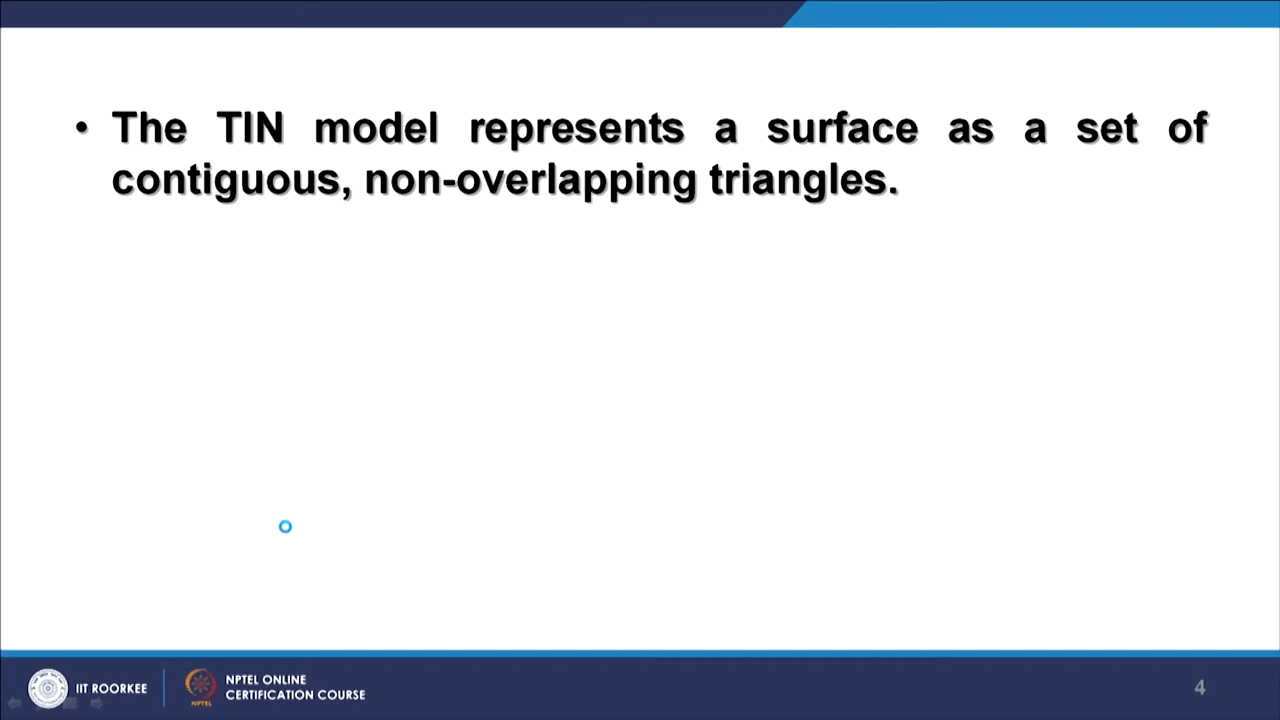 • The TIN model represents a surface as a set of
contiguous, non-overlapping triangles.
IIT ROORKEE
NPTEL
NPTEL ONLINE
CERTIFICATION COURSE
4